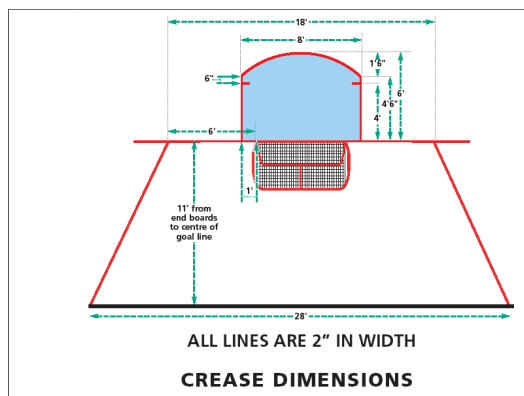 18'
8'
1'6"
6"
6'
4'6"
4'
6'
1'
11' from
end boards
to centre of
goal line
28'
ALL LINES ARE 2” IN WIDTH
CREASE DIMENSIONS